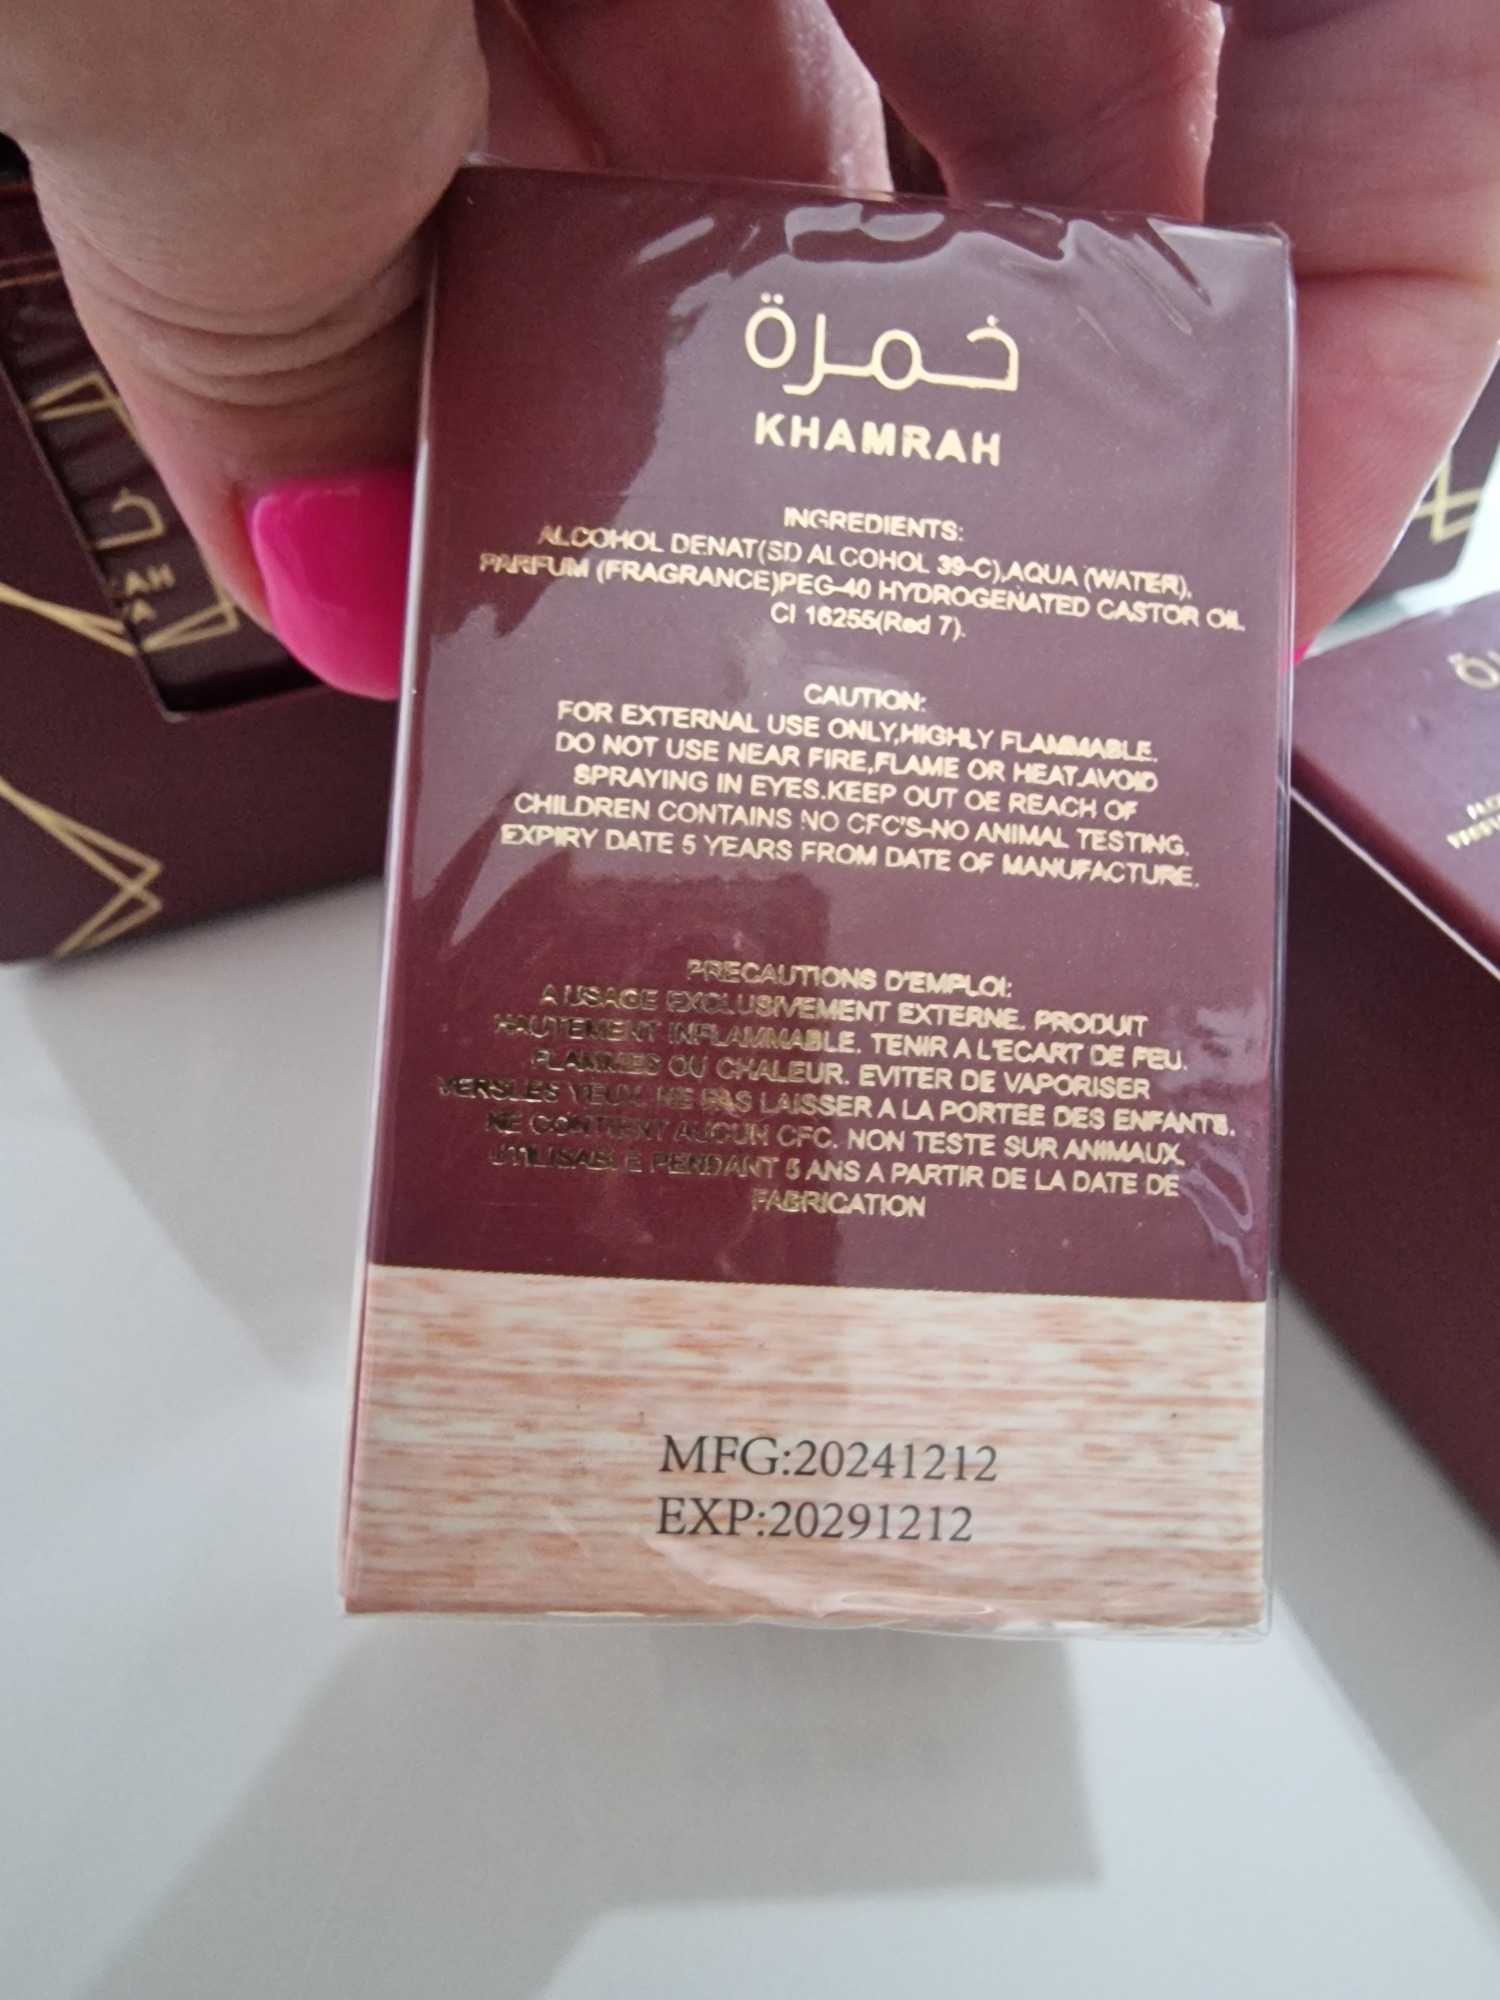 خمرة
KHAMRAH
INGREDIENTS:
ALCOHOL DENAT(SD ALCOHOL 39-C),AQUA (WATER),
PARFUM (FRAGRANCE)PEG-40 HYDROGENATED CASTOR OIL
CI 16255(Red 7).
CAUTION:
FOR EXTERNAL USE ONLY,HIGHLY FLAMMABLE.
DO NOT USE NEAR FIRE,FLAME OR HEAT.AVOID
SPRAYING IN EYES.KEEP OUT OE REACH OF
CHILDREN CONTAINS NO CFC'S-NO ANIMAL TESTING.
EXPIRY DATE 5 YEARS FROM DATE OF MANUFACTURE.
PRECAUTIONS D'EMPLOI:
A USAGE EXCLUSIVEMENT EXTERNE. PRODUIT
HAUTEMENT INFLAMMABLE. TENIR A L'ECART DE FEU.
FLAMMES OU CHALEUR. EVITER DE VAPORISER
VERSLES YEUX. NE PAS LAISSER A LA PORTEE DES ENFANTS.
NE CONTIENT AUCUN CFC. NON TESTE SUR ANIMAUX.
UTILISABLE PENDANT 5 ANS A PARTIR DE LA DATE DE
FABRICATION
MFG:20241212
EXP:20291212